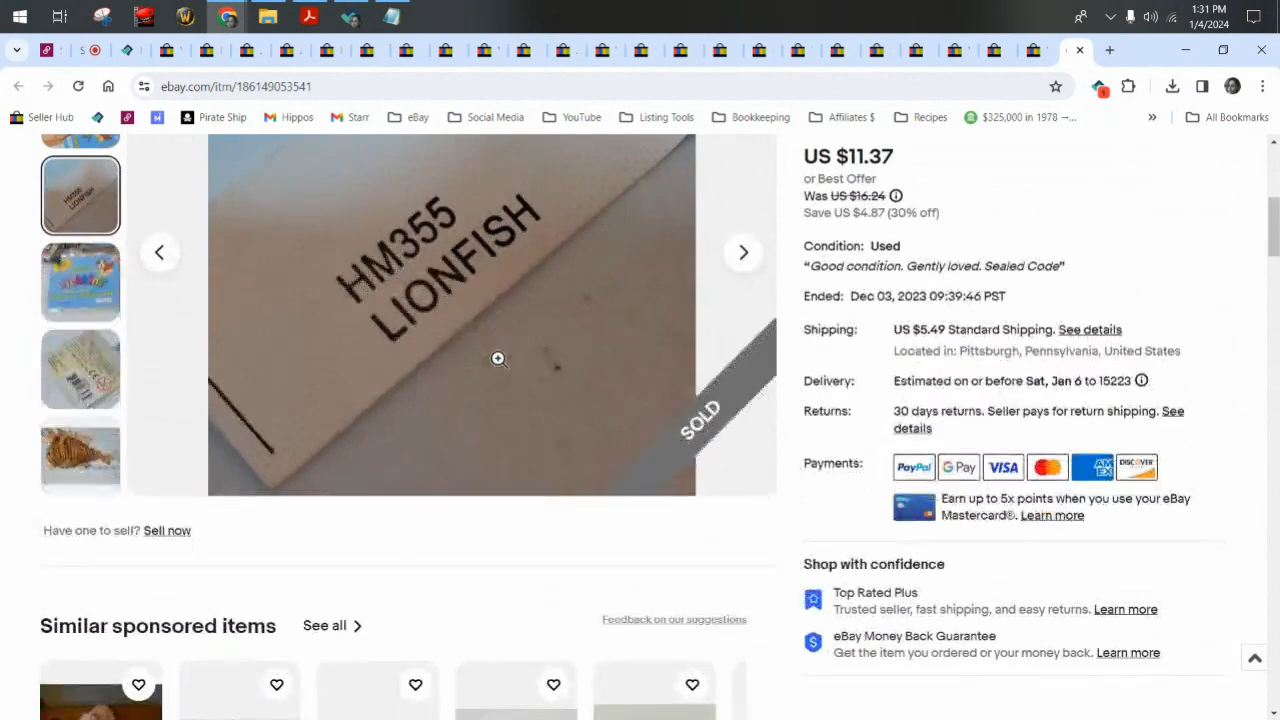 1:31 PM
1/4/2024
ebay.com/itm/186149053541
1
Seller Hub
Pirate Ship
Hippos
Starr
eBay
Social Media
YouTube
Listing Tools
Bookkeeping
Affiliates $
Recipes
$325,000 in 1978 →...
»
All Bookmarks
HM355
LIONFISH
SOLD
US $11.37
or Best Offer
Was US $16.24
Save US $4.87 (30% off)
Condition: Used
“Good condition. Gently loved. Sealed Code”
Ended: Dec 03, 2023 09:39:46 PST
Shipping: US $5.49 Standard Shipping. See details
Located in: Pittsburgh, Pennsylvania, United States
Delivery: Estimated on or before Sat, Jan 6 to 15223
Returns: 30 days returns. Seller pays for return shipping. See
details
Payments: PayPal G Pay VISA AMEX DISCOVER
Earn up to 5x points when you use your eBay
Mastercard®. Learn more
Have one to sell? Sell now
Shop with confidence
Top Rated Plus
Trusted seller, fast shipping, and easy returns. Learn more
eBay Money Back Guarantee
Get the item you ordered or your money back. Learn more
Similar sponsored items See all
Feedback on our suggestions